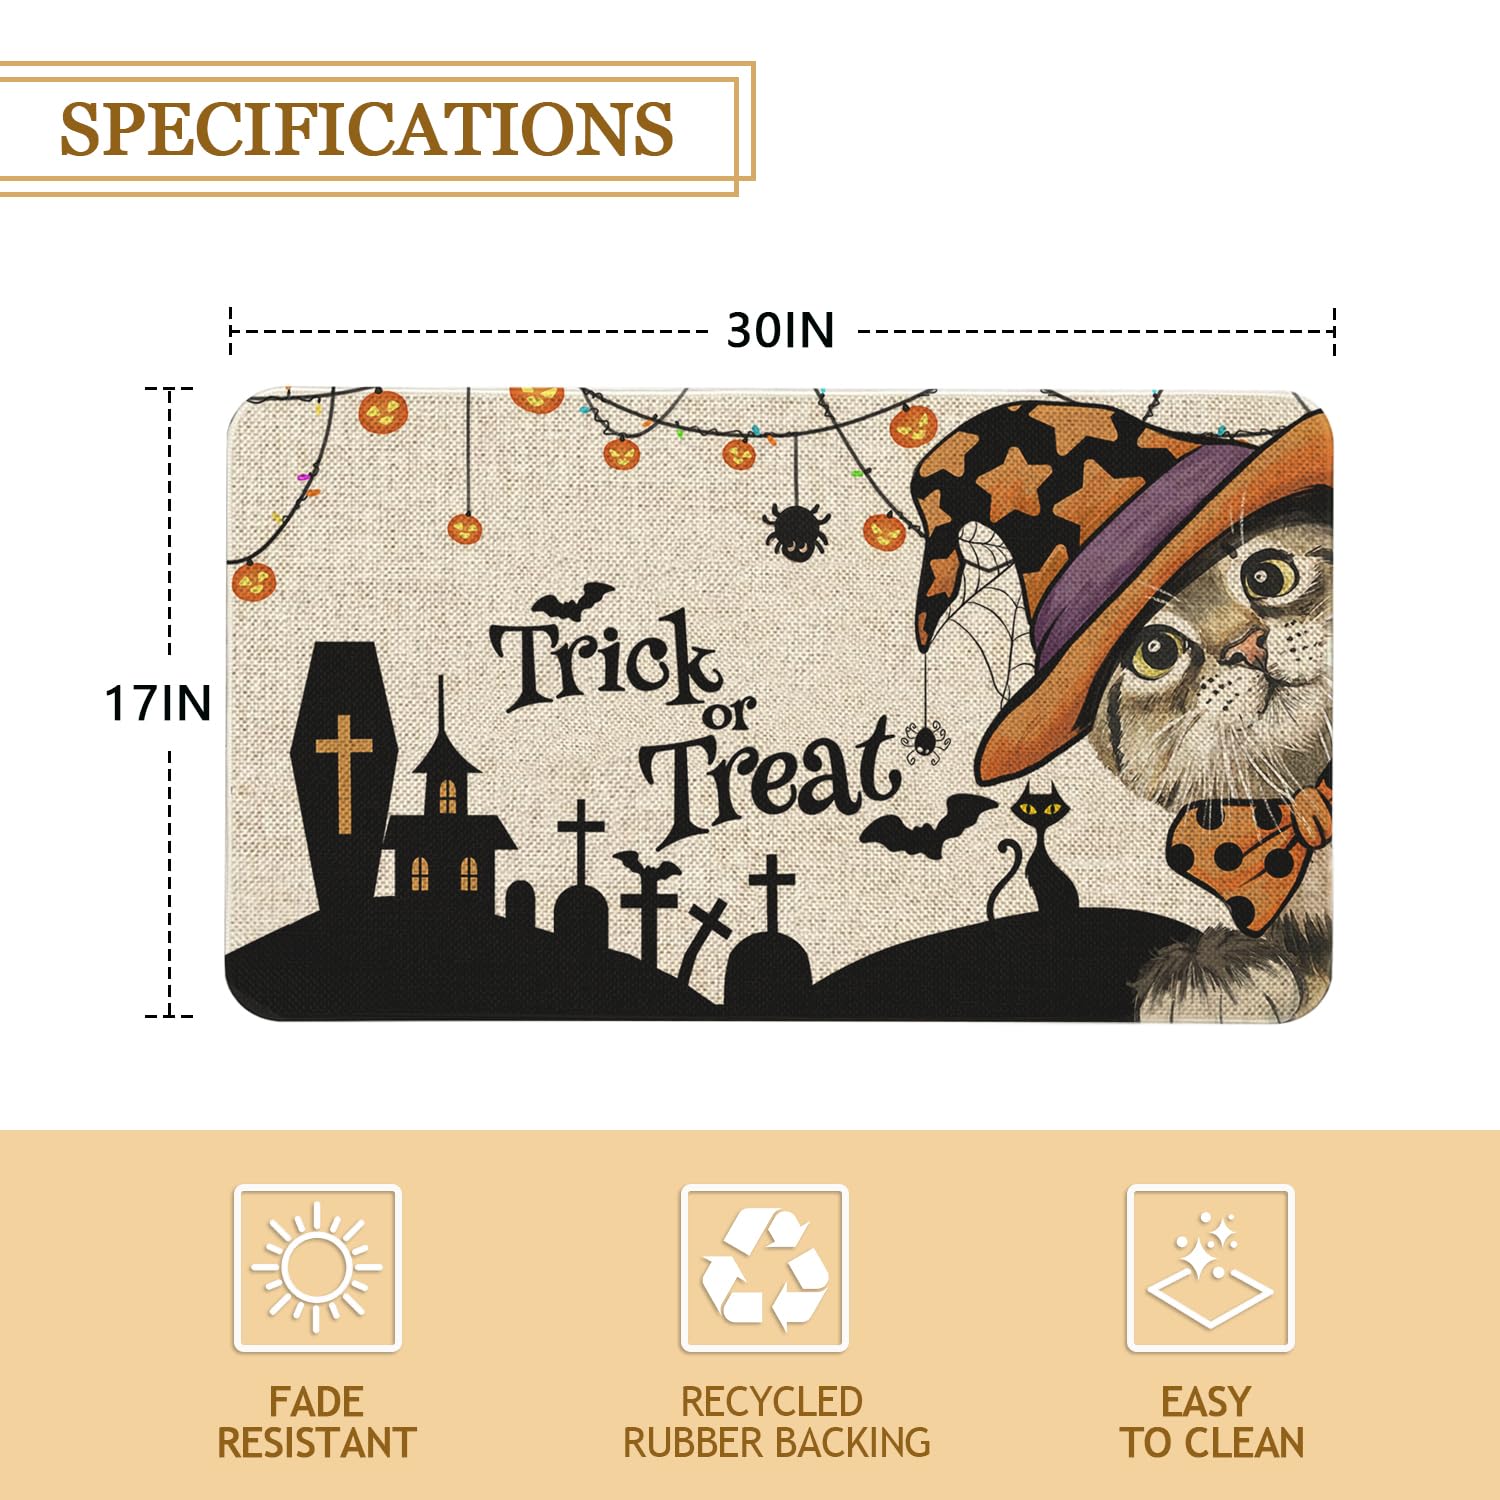 SPECIFICATIONS
30IN
17IN
Trick
or
Treat
FADE
RESISTANT
RECYCLED
RUBBER BACKING
EASY
TO CLEAN